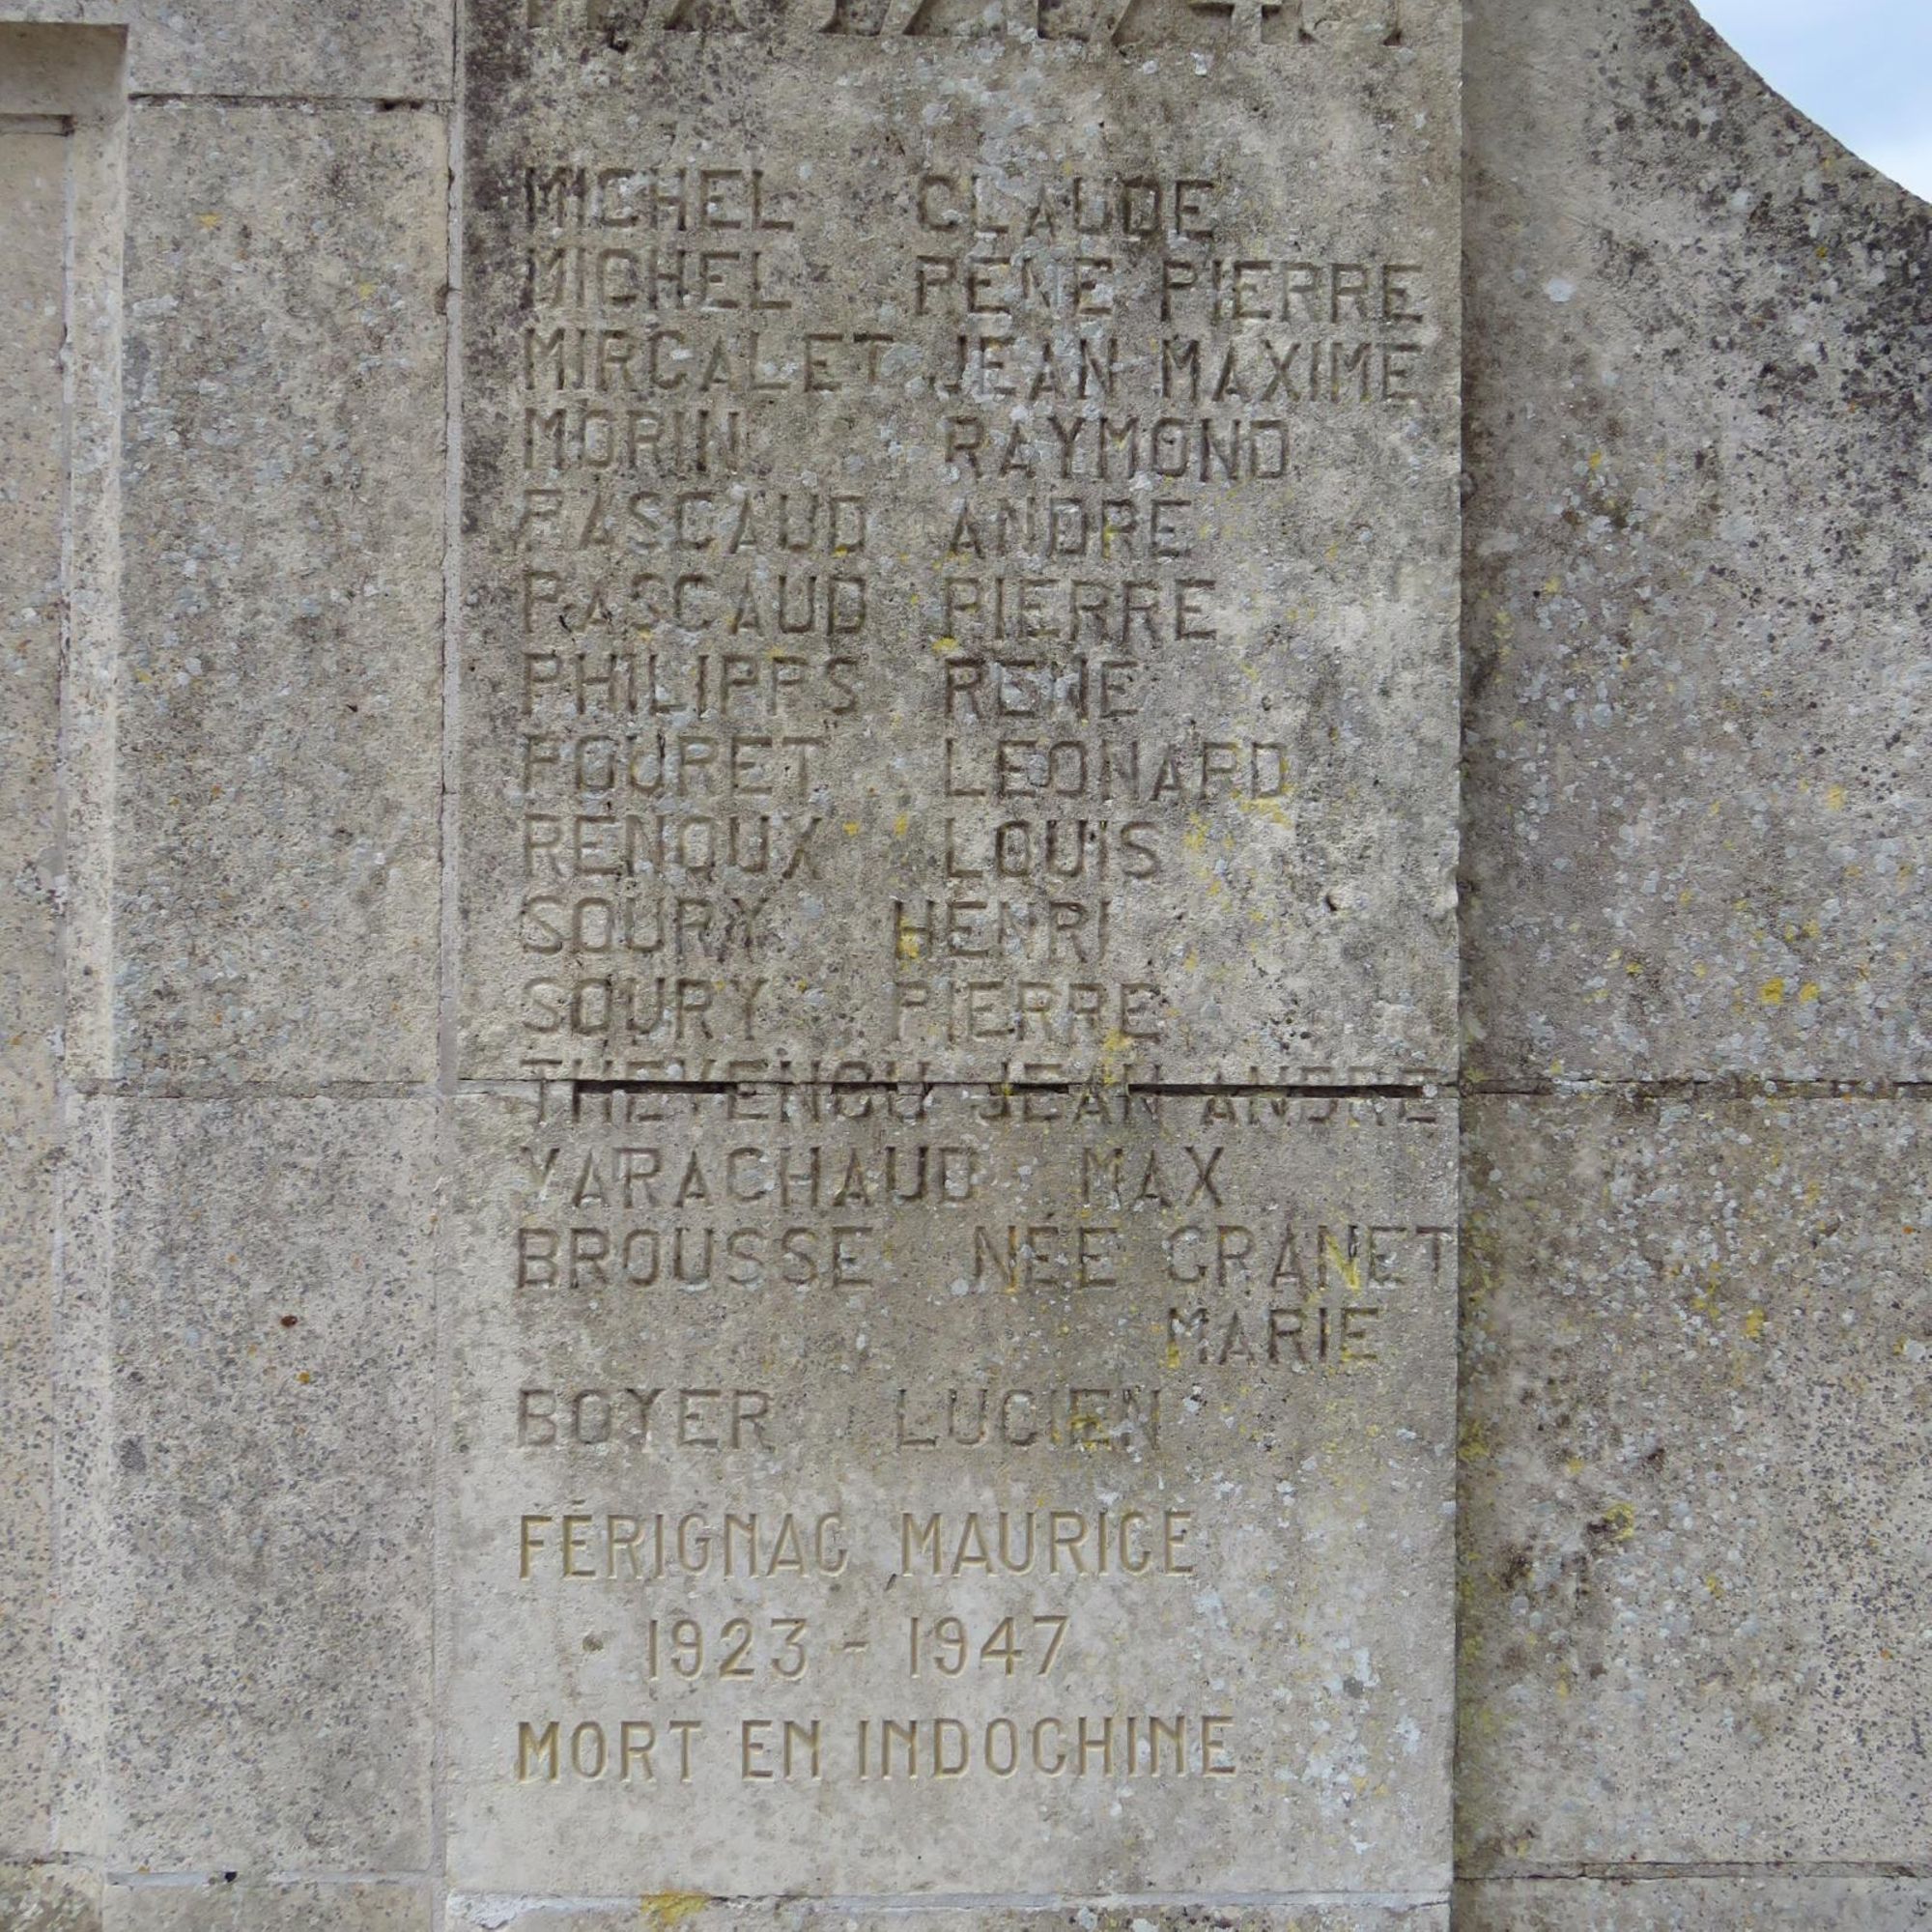 MICHEL CLAUDE
MICHEL RENE PIERRE
MIRCALET JEAN MAXIME
MORIN RAYMOND
PASCAUD ANDRE
PASCAUD PIERRE
PHILIPPS RENE
POURET LEONARD
RENOUX LOUIS
SOURY HENRI
SOURY PIERRE
THEVENOU JEAN ANDRE
VARACHAUD MAX
BROUSSE NEE GRANET
MARIE
BOYER LUCIEN
FÉRIGNAC MAURICE
1923 - 1947
MORT EN INDOCHINE